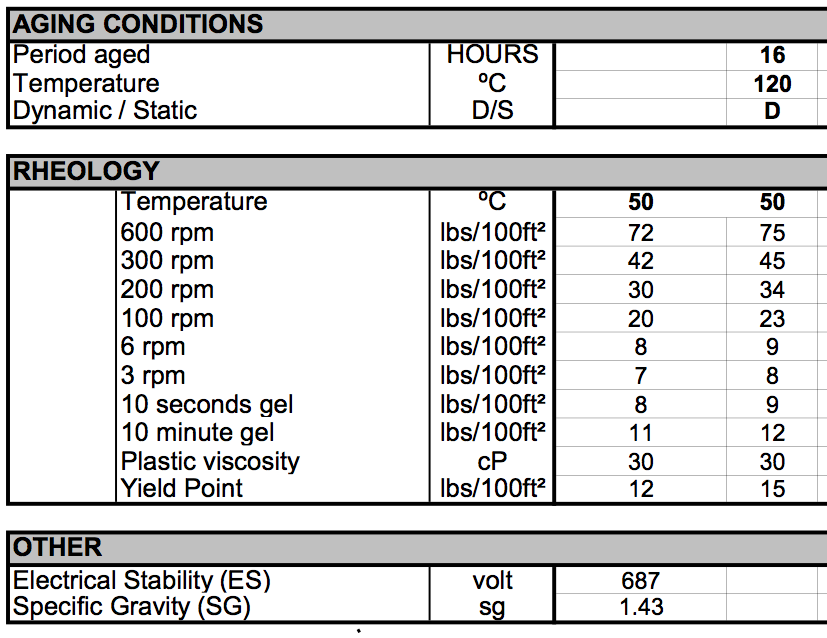 AGING CONDITIONS
Period aged HOURS 16
Temperature ºC 120
Dynamic / Static D/S D
RHEOLOGY
Temperature ºC 50 50
600 rpm lbs/100ft² 72 75
300 rpm lbs/100ft² 42 45
200 rpm lbs/100ft² 30 34
100 rpm lbs/100ft² 20 23
6 rpm lbs/100ft² 8 9
3 rpm lbs/100ft² 7 8
10 seconds gel lbs/100ft² 8 9
10 minute gel lbs/100ft² 11 12
Plastic viscosity cP 30 30
Yield Point lbs/100ft² 12 15
OTHER
Electrical Stability (ES) volt 687
Specific Gravity (SG) sg 1.43